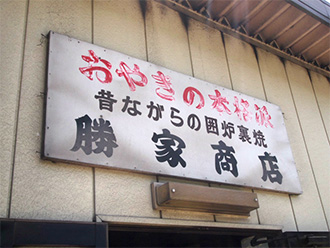 おやきの本格派
昔ながらの囲炉裏焼
勝家商店